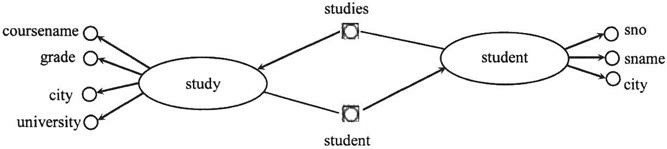 studies
coursename
grade
city
university
study
student
sno
sname
city
student